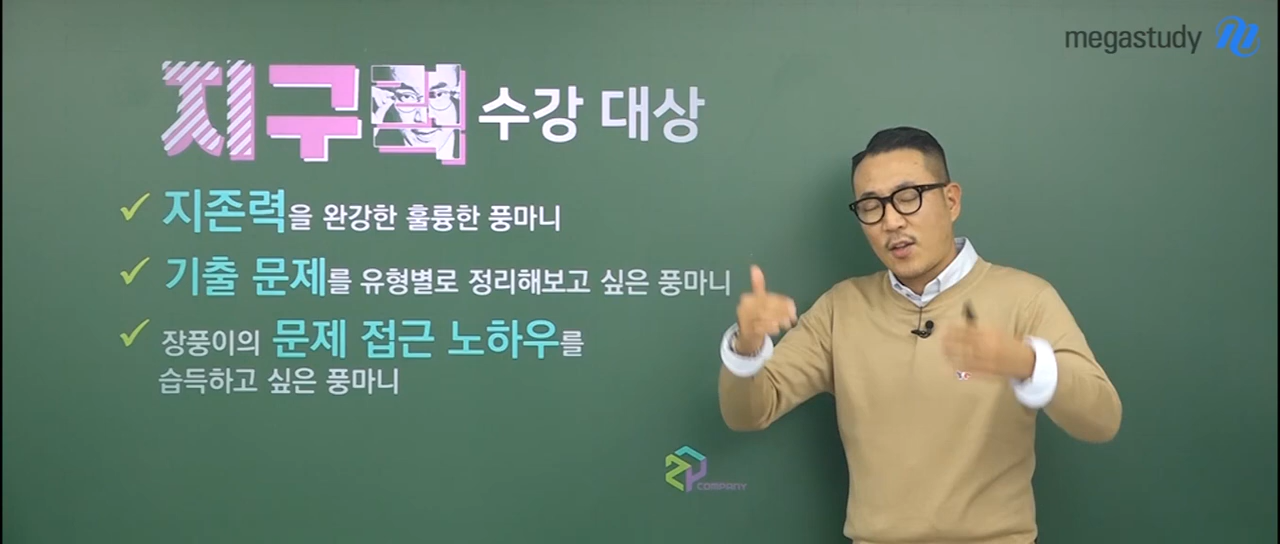 megastudy
지구력 수강 대상
지존력을 완강한 훌륭한 풍마니
기출 문제를 유형별로 정리해보고 싶은 풍마니
장풍이의 문제 접근 노하우를
습득하고 싶은 풍마니
ZP COMPANY